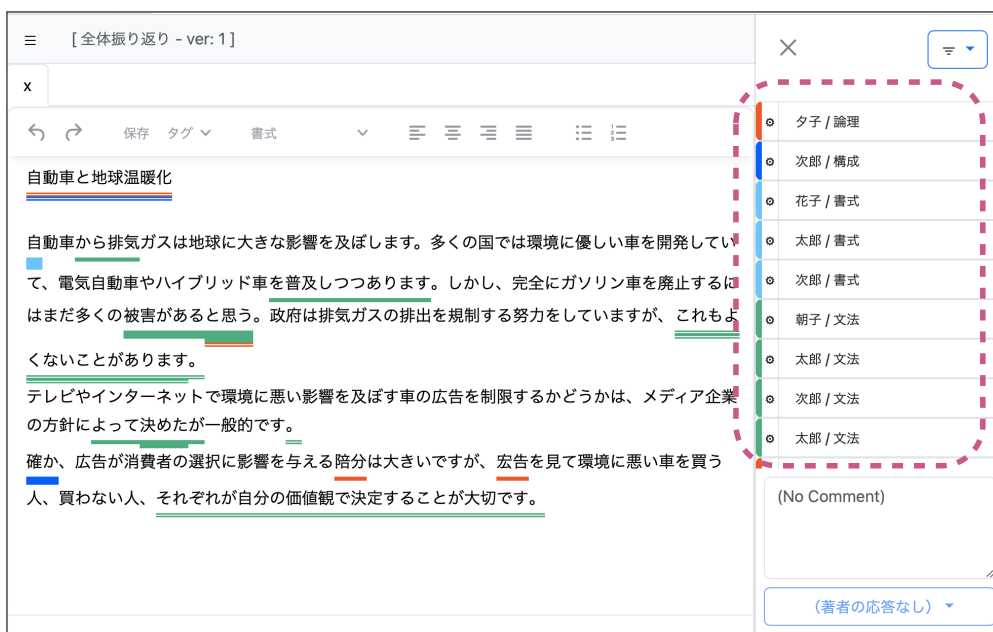 [ 全体振り返り - ver: 1 ]
x
保存 タグ 書式
自動車と地球温暖化
自動車から排気ガスは地球に大きな影響を及ぼします。多くの国では環境に優しい車を開発してい
て、電気自動車やハイブリッド車を普及しつつあります。しかし、完全にガソリン車を廃止するに
はまだ多くの被害があると思う。政府は排気ガスの排出を規制する努力をしていますが、これもよ
くないことがあります。
テレビやインターネットで環境に悪い影響を及ぼす車の広告を制限するかどうかは、メディア企業
の方針によって決めたが一般的です。
確か、広告が消費者の選択に影響を与える陪分は大きいですが、宏告を見て環境に悪い車を買う
人、買わない人、それぞれが自分の価値観で決定することが大切です。
夕子 / 論理
次郎 / 構成
花子 / 書式
太郎 / 書式
次郎 / 書式
朝子 / 文法
太郎 / 文法
次郎 / 文法
太郎 / 文法
(No Comment)
（著者の応答なし）